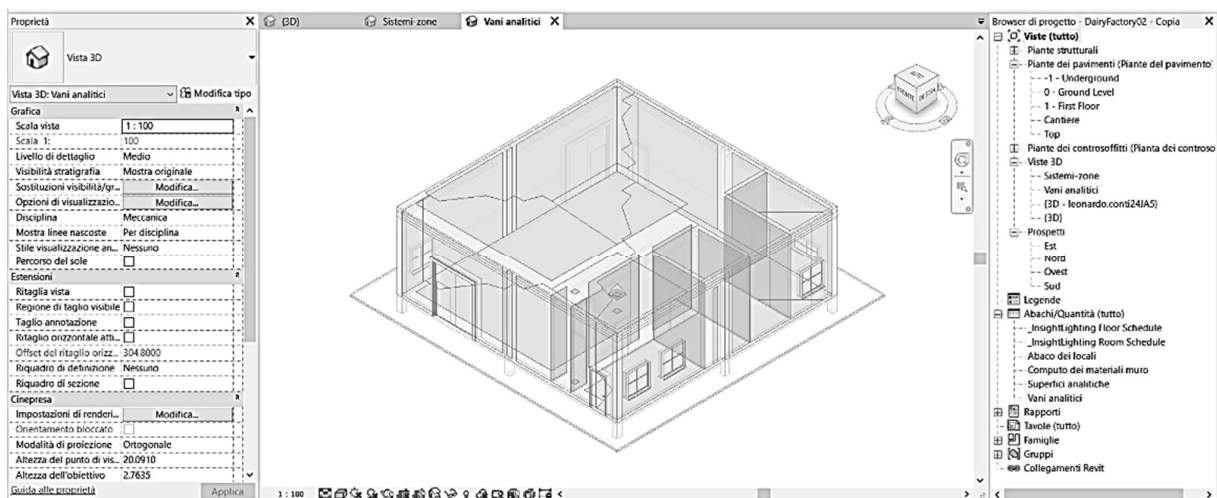 Proprietà
Vista 3D
Vista 3D: Vani analitici
Modifica tipo
Grafica
Scala vista 1 : 100
Scala 1: 100
Livello di dettaglio Medio
Visibilità stratigrafia Mostra originale
Sostituzioni visibilità/gr... Modifica...
Opzioni di visualizzazio... Modifica...
Disciplina Meccanica
Mostra linee nascoste Per disciplina
Stile visualizzazione an... Nessuno
Percorso del sole
Estensioni
Ritaglia vista
Regione di taglio visibile
Taglio annotazione
Ritaglio orizzontale atti...
Offset del ritaglio orizz... 304.8000
Riquadro di definizione Nessuno
Riquadro di sezione
Cinepresa
Impostazioni di renderi... Modifica...
Orientamento bloccato
Modalità di proiezione Ortogonale
Altezza del punto di vis... 20.0910
Altezza dell'obiettivo 2.7635
Guida alle proprietà
Applica
{3D}
Sistemi-zone
Vani analitici
1 : 100
Browser di progetto - DairyFactory02 - Copia
Viste (tutto)
Piante strutturali
Piante dei pavimenti (Piante del pavimento)
-1 - Underground
0 - Ground Level
1 - First Floor
Cantiere
Top
Piante dei controsoffitti (Pianta dei controso
Viste 3D
Sistemi-zone
Vani analitici
{3D - leonardo.conti24JA5}
{3D}
Prospetti
Est
Nord
Ovest
Sud
Legende
Abachi/Quantità (tutto)
_InsightLighting Floor Schedule
_InsightLighting Room Schedule
Abaco dei locali
Computo dei materiali muro
Superfici analitiche
Vani analitici
Rapporti
Tavole (tutto)
Famiglie
Gruppi
Collegamenti Revit